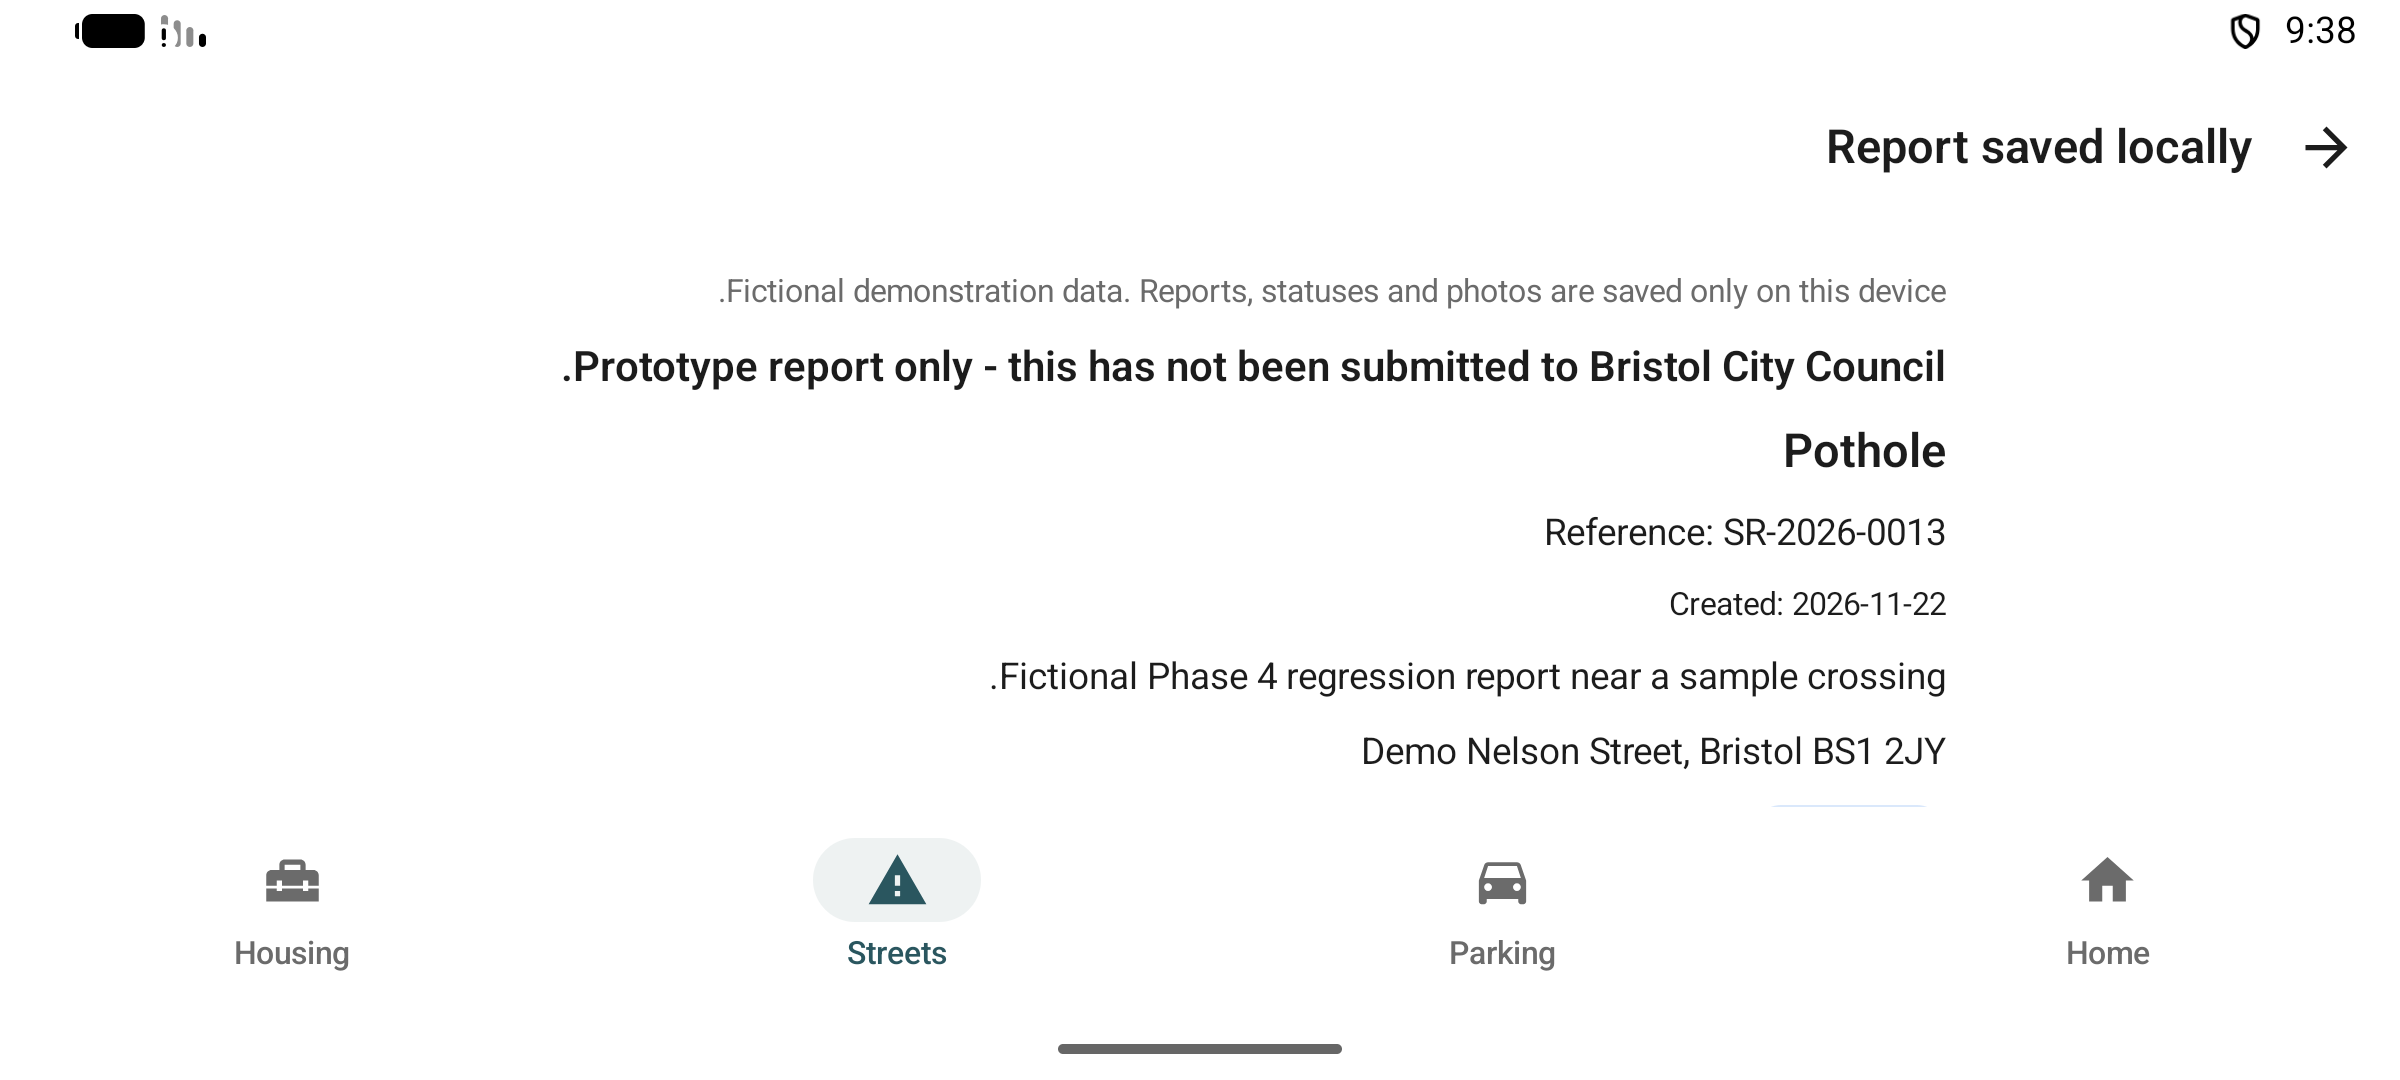 9:38
Report saved locally
.Fictional demonstration data. Reports, statuses and photos are saved only on this device
.Prototype report only - this has not been submitted to Bristol City Council
Pothole
Reference: SR-2026-0013
Created: 2026-11-22
.Fictional Phase 4 regression report near a sample crossing
Demo Nelson Street, Bristol BS1 2JY
Housing
Streets
Parking
Home